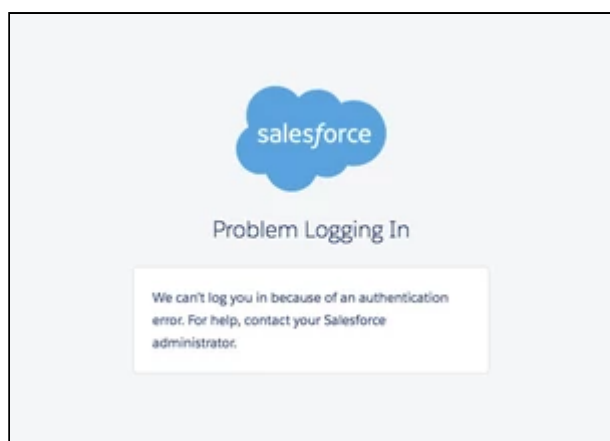 salesforce
Problem Logging In
We can't log you in because of an authentication
error. For help, contact your Salesforce
administrator.